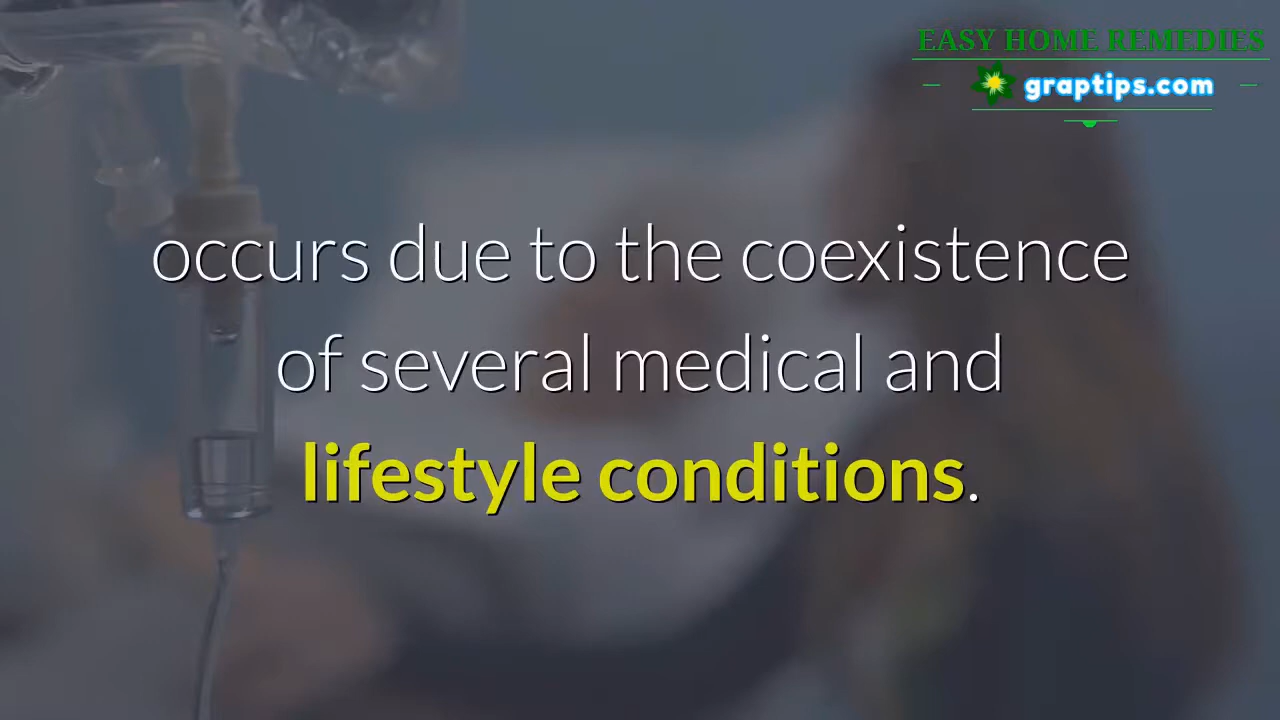 EASY HOME REMEDIES
graptips.com
occurs due to the coexistence
of several medical and
lifestyle conditions.